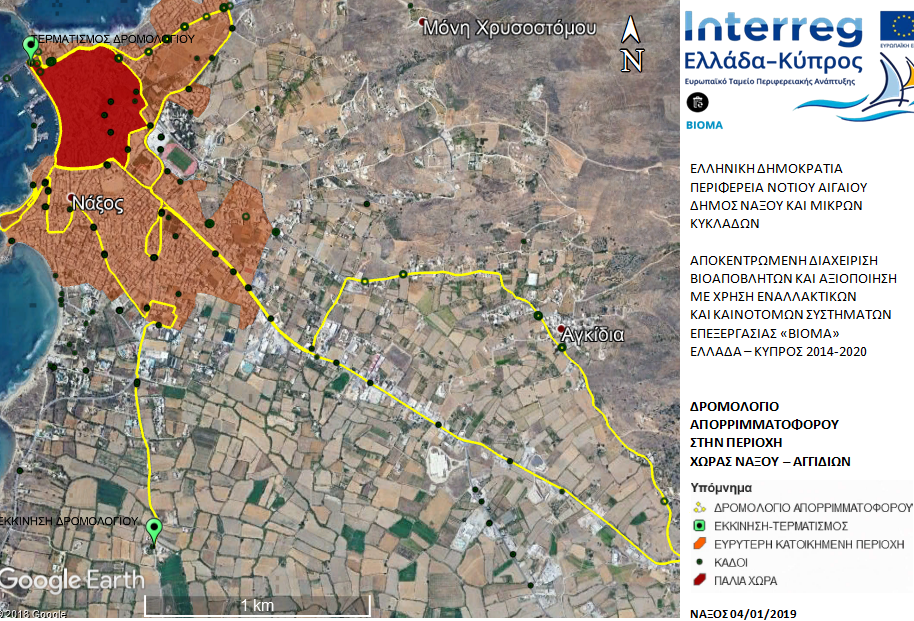 ΤΕΡΜΑΤΙΣΜΟΣ ΔΡΟΜΟΛΟΓΙΟΥ
Μόνη Χρυσοστόμου
N
Νάξος
Αγκίδια
ΕΚΚΙΝΗΣΗ ΔΡΟΜΟΛΟΓΙΟΥ
Google Earth
©2018 Google
1 km
Interreg
Ελλάδα-Κύπρος
Ευρωπαϊκό Ταμείο Περιφερειακής Ανάπτυξης
ΒΙΟΜΑ
ΕΛΛΗΝΙΚΗ ΔΗΜΟΚΡΑΤΙΑ
ΠΕΡΙΦΕΡΕΙΑ ΝΟΤΙΟΥ ΑΙΓΑΙΟΥ
ΔΗΜΟΣ ΝΑΞΟΥ ΚΑΙ ΜΙΚΡΩΝ
ΚΥΚΛΑΔΩΝ
ΑΠΟΚΕΝΤΡΩΜΕΝΗ ΔΙΑΧΕΙΡΙΣΗ
ΒΙΟΑΠΟΒΛΗΤΩΝ ΚΑΙ ΑΞΙΟΠΟΙΗΣΗ
ΜΕ ΧΡΗΣΗ ΕΝΑΛΛΑΚΤΙΚΩΝ
ΚΑΙ ΚΑΙΝΟΤΟΜΩΝ ΣΥΣΤΗΜΑΤΩΝ
ΕΠΕΞΕΡΓΑΣΙΑΣ «ΒΙΟΜΑ»
ΕΛΛΑΔΑ – ΚΥΠΡΟΣ 2014-2020
ΔΡΟΜΟΛΟΓΙΟ
ΑΠΟΡΡΙΜΜΑΤΟΦΟΡΟΥ
ΣΤΗΝ ΠΕΡΙΟΧΗ
ΧΩΡΑΣ ΝΑΞΟΥ – ΑΓΓΙΔΙΩΝ
Υπόμνημα
ΔΡΟΜΟΛΟΓΙΟ ΑΠΟΡΡΙΜΜΑΤΟΦΟΡΟΥ
ΕΚΚΙΝΗΣΗ-ΤΕΡΜΑΤΙΣΜΟΣ
ΕΥΡΥΤΕΡΗ ΚΑΤΟΙΚΗΜΕΝΗ ΠΕΡΙΟΧΗ
ΚΑΔΟΙ
ΠΑΛΙΑ ΧΩΡΑ
ΝΑΞΟΣ 04/01/2019